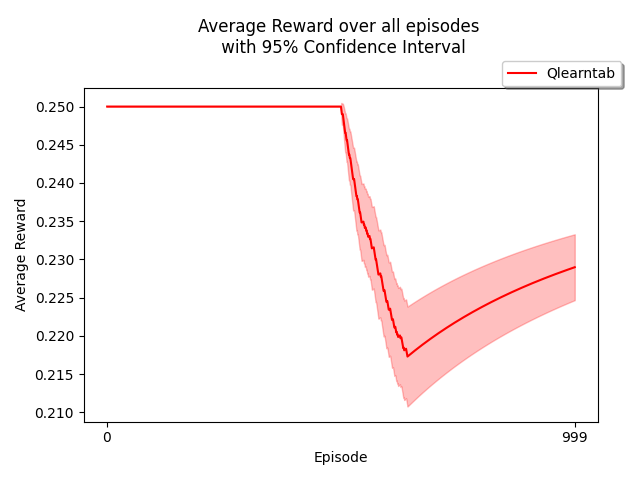 Average Reward over all episodes
with 95% Confidence Interval
Qlearntab
0.250
0.245
0.240
0.235
0.230
0.225
0.220
0.215
0.210
Average Reward
0
999
Episode